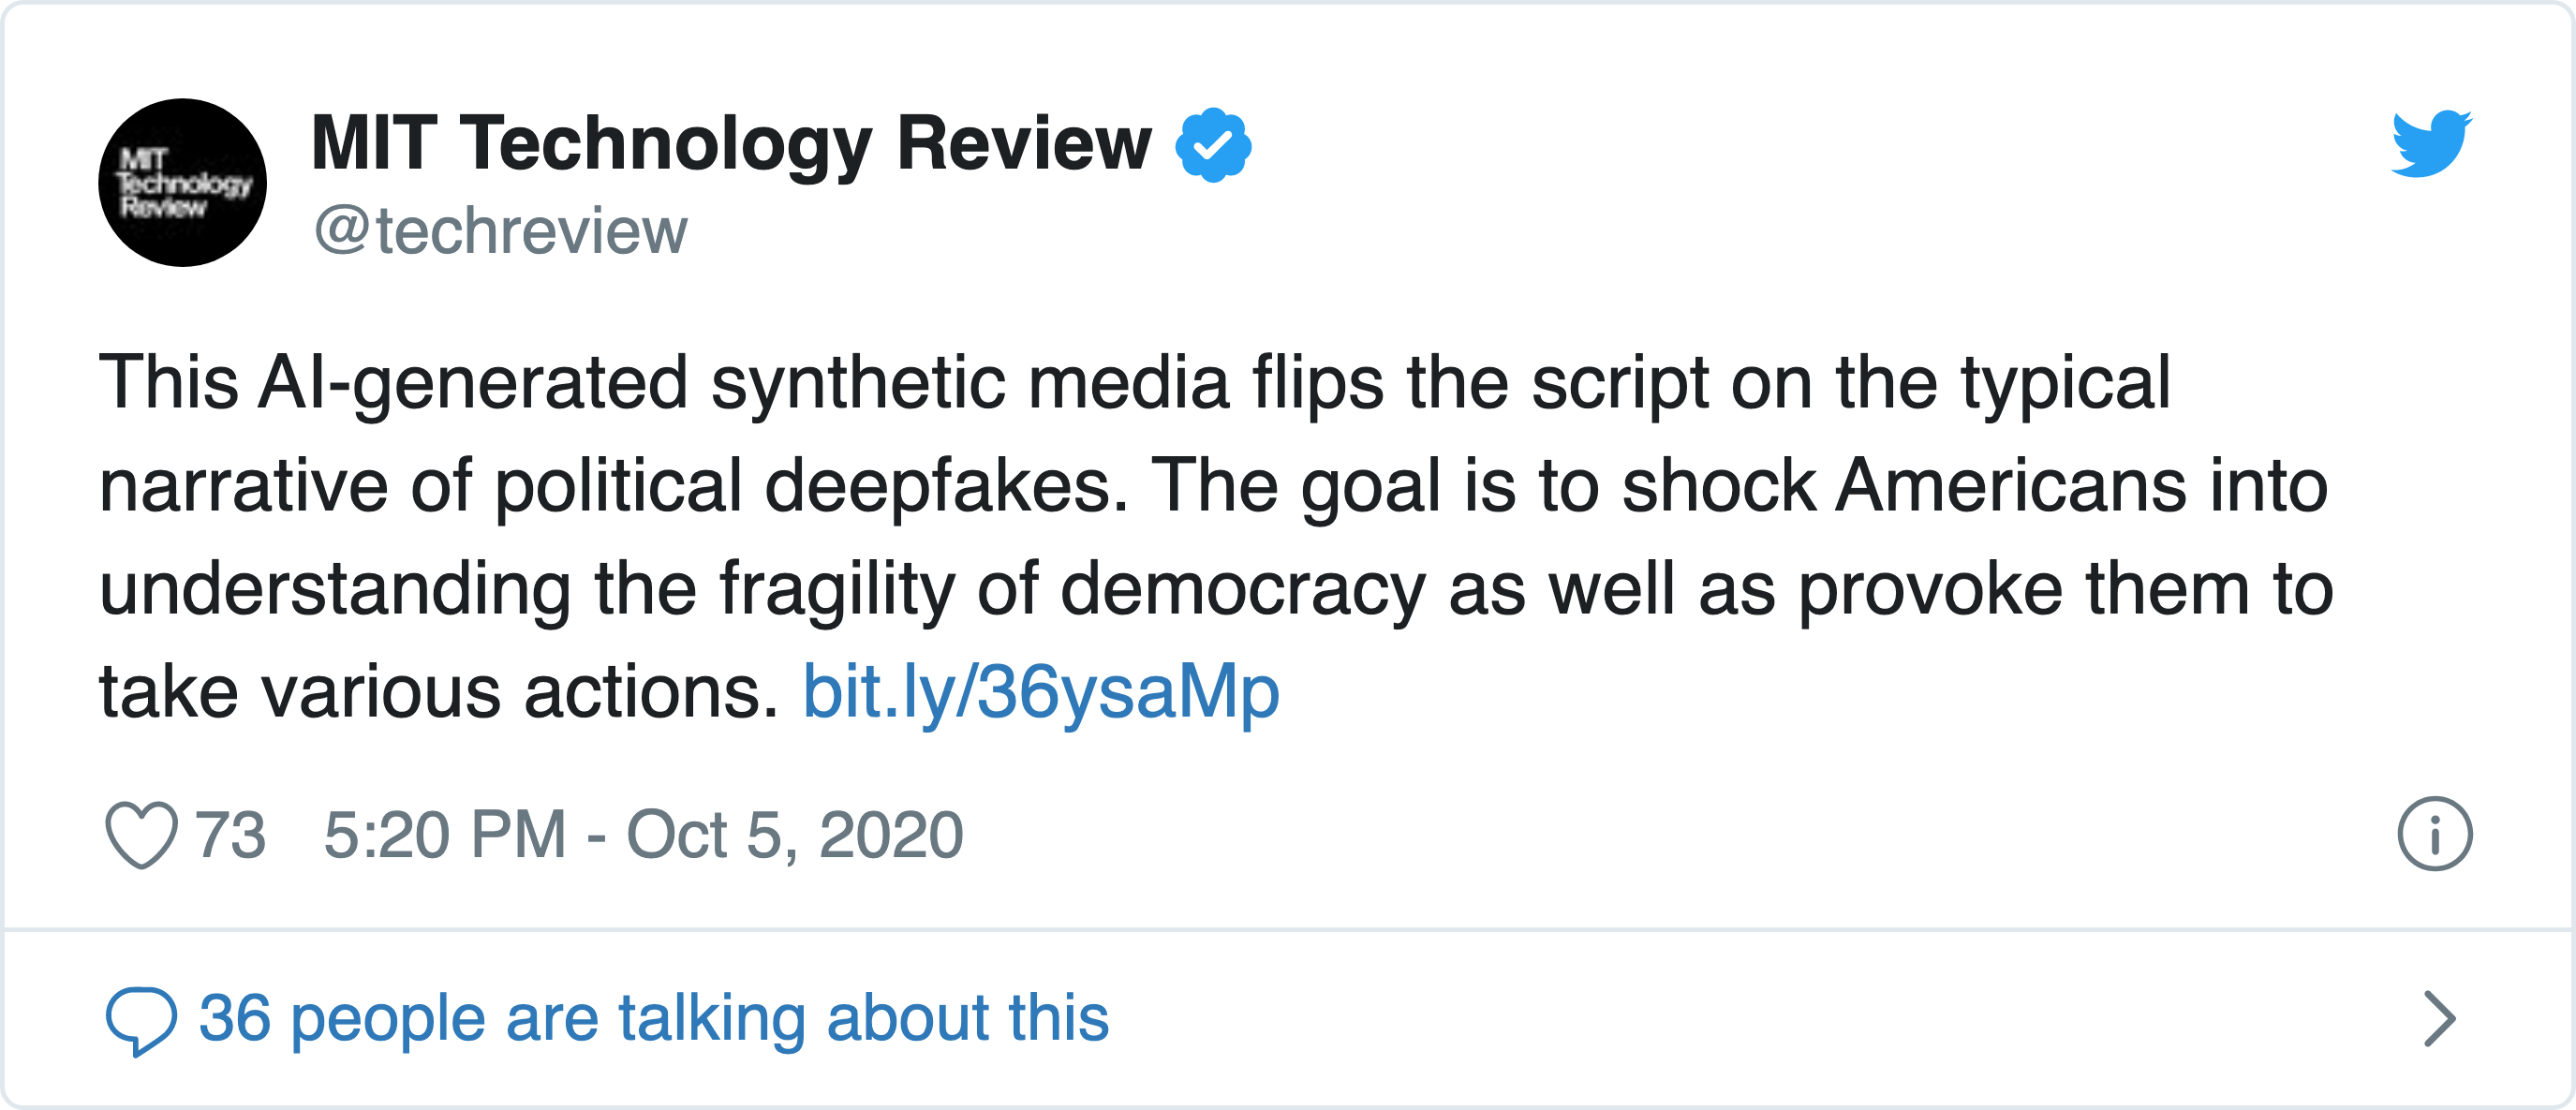 MIT
Technology
Review
MIT Technology Review
@techreview
This AI-generated synthetic media flips the script on the typical
narrative of political deepfakes. The goal is to shock Americans into
understanding the fragility of democracy as well as provoke them to
take various actions. bit.ly/36ysaMp
73 5:20 PM - Oct 5, 2020
36 people are talking about this